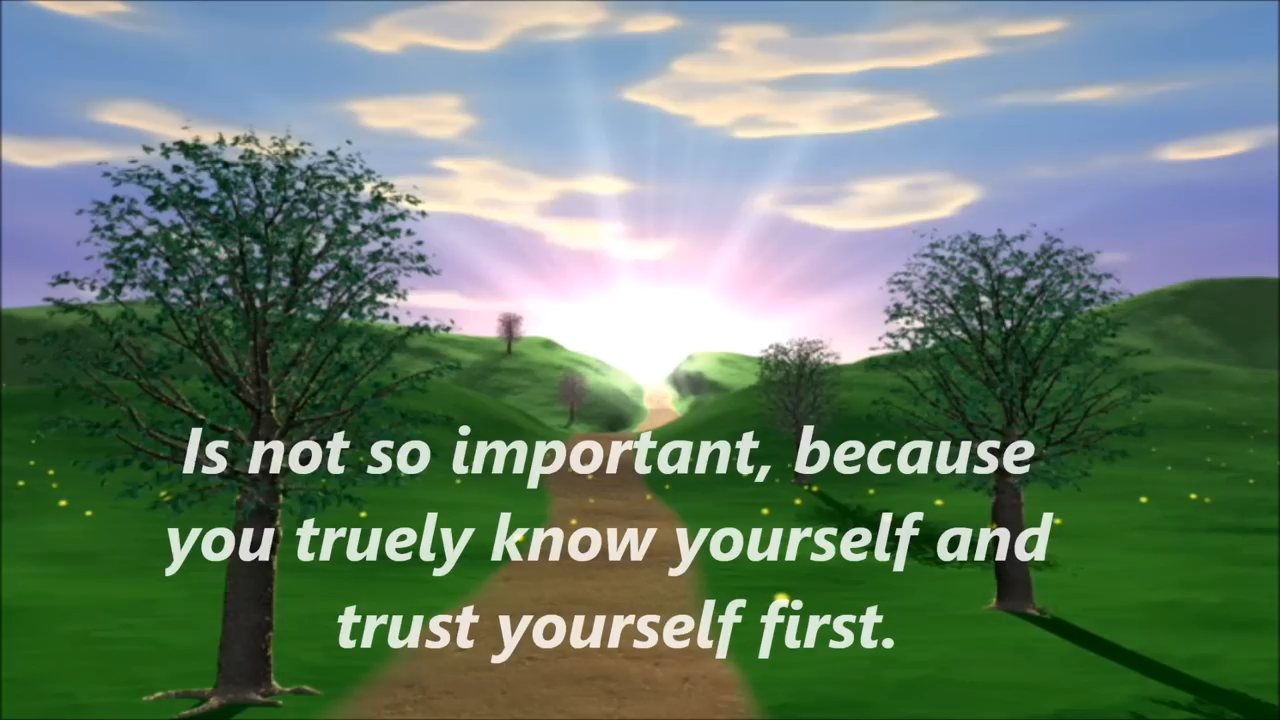 Is not so important, because
you truely know yourself and
trust yourself first.